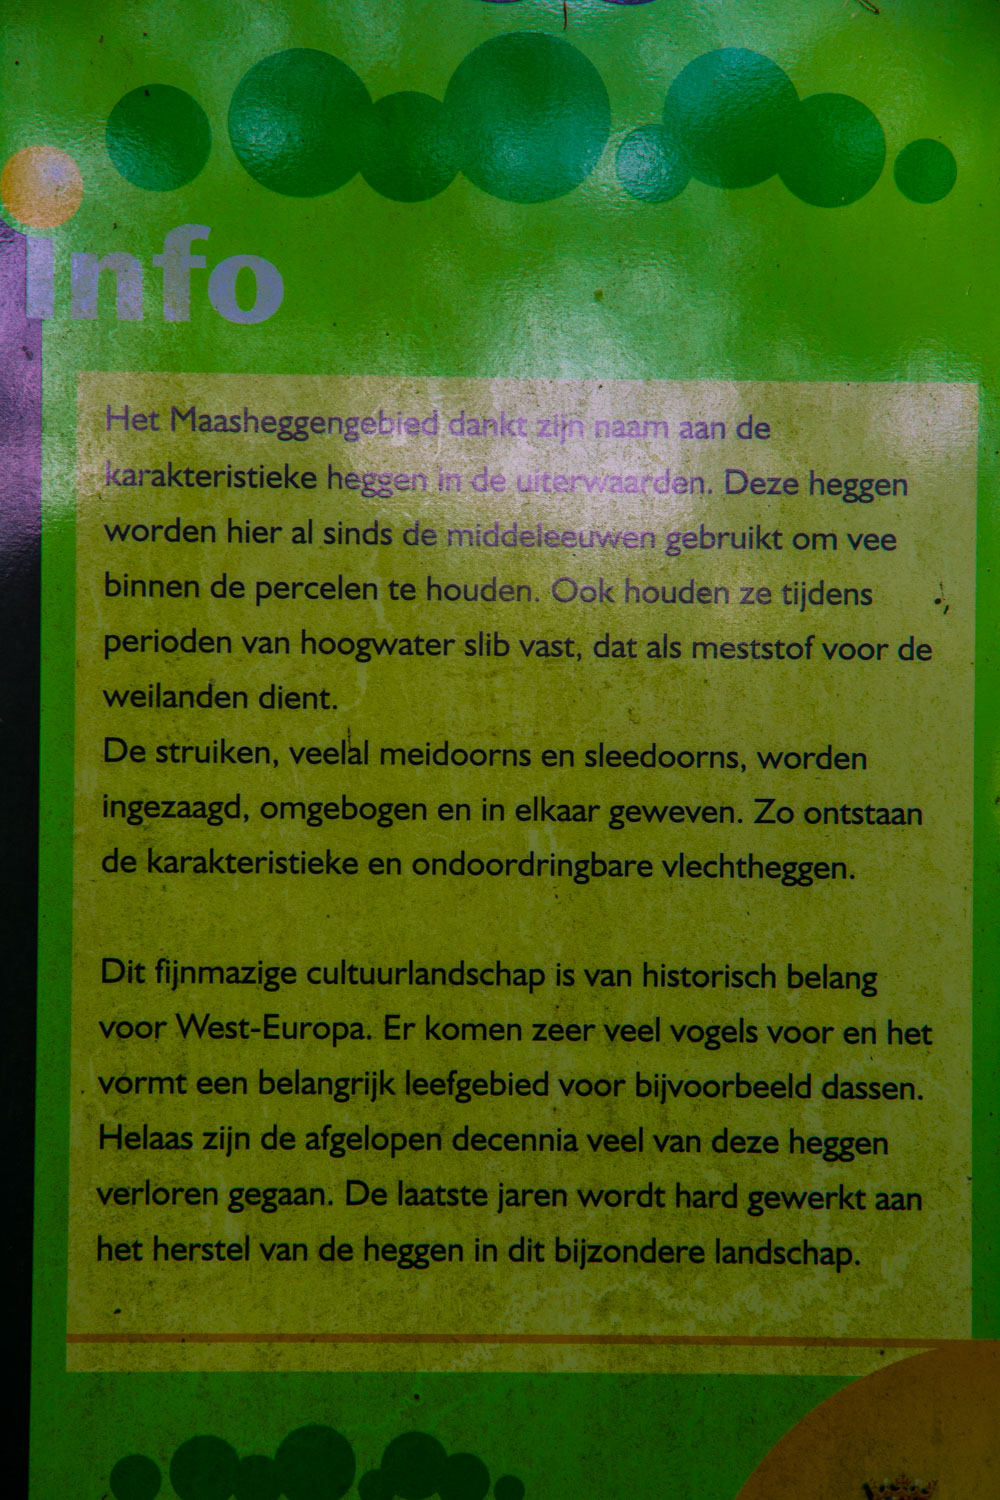 info
Het Maasheggengebied dankt zijn naam aan de
karakteristieke heggen in de uiterwaarden. Deze heggen
worden hier al sinds de middeleeuwen gebruikt om vee
binnen de percelen te houden. Ook houden ze tijdens
perioden van hoogwater slib vast, dat als meststof voor de
weilanden dient.
De struiken, veelal meidoorns en sleedoorns, worden
ingezaagd, omgebogen en in elkaar geweven. Zo ontstaan
de karakteristieke en ondoordringbare vlechtheggen.
Dit fijnmazige cultuurlandschap is van historisch belang
voor West-Europa. Er komen zeer veel vogels voor en het
vormt een belangrijk leefgebied voor bijvoorbeeld dassen.
Helaas zijn de afgelopen decennia veel van deze heggen
verloren gegaan. De laatste jaren wordt hard gewerkt aan
het herstel van de heggen in dit bijzondere landschap.